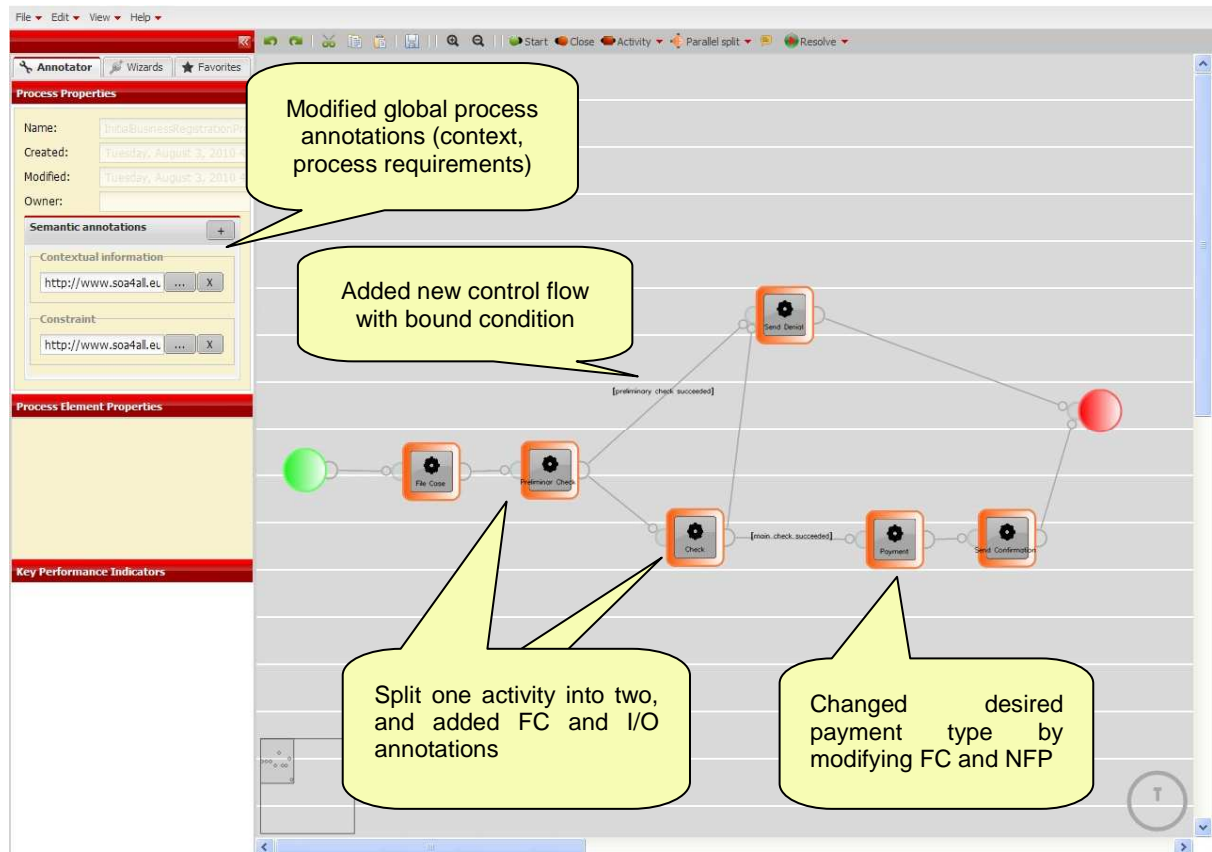 File Edit View Help
Start Close Activity Parallel split Resolve
Annotator Wizards Favorites
Process Properties
Name: InitialBusinessRegistrationPr
Created: Tuesday, August 3, 2010 4
Modified: Tuesday, August 3, 2010 4
Owner:
Semantic annotations +
Contextual information
http://www.soa4all.eu ... X
Constraint
http://www.soa4all.eu ... X
Process Element Properties
Key Performance Indicators
Modified global process
annotations (context,
process requirements)
Added new control flow
with bound condition
Send Denial
[preliminary check succeeded]
File Case
Preliminar Check
Check
[main check succeeded]
Payment
Send Confirmation
Split one activity into two,
and added FC and I/O
annotations
Changed desired
payment type by
modifying FC and NFP
T